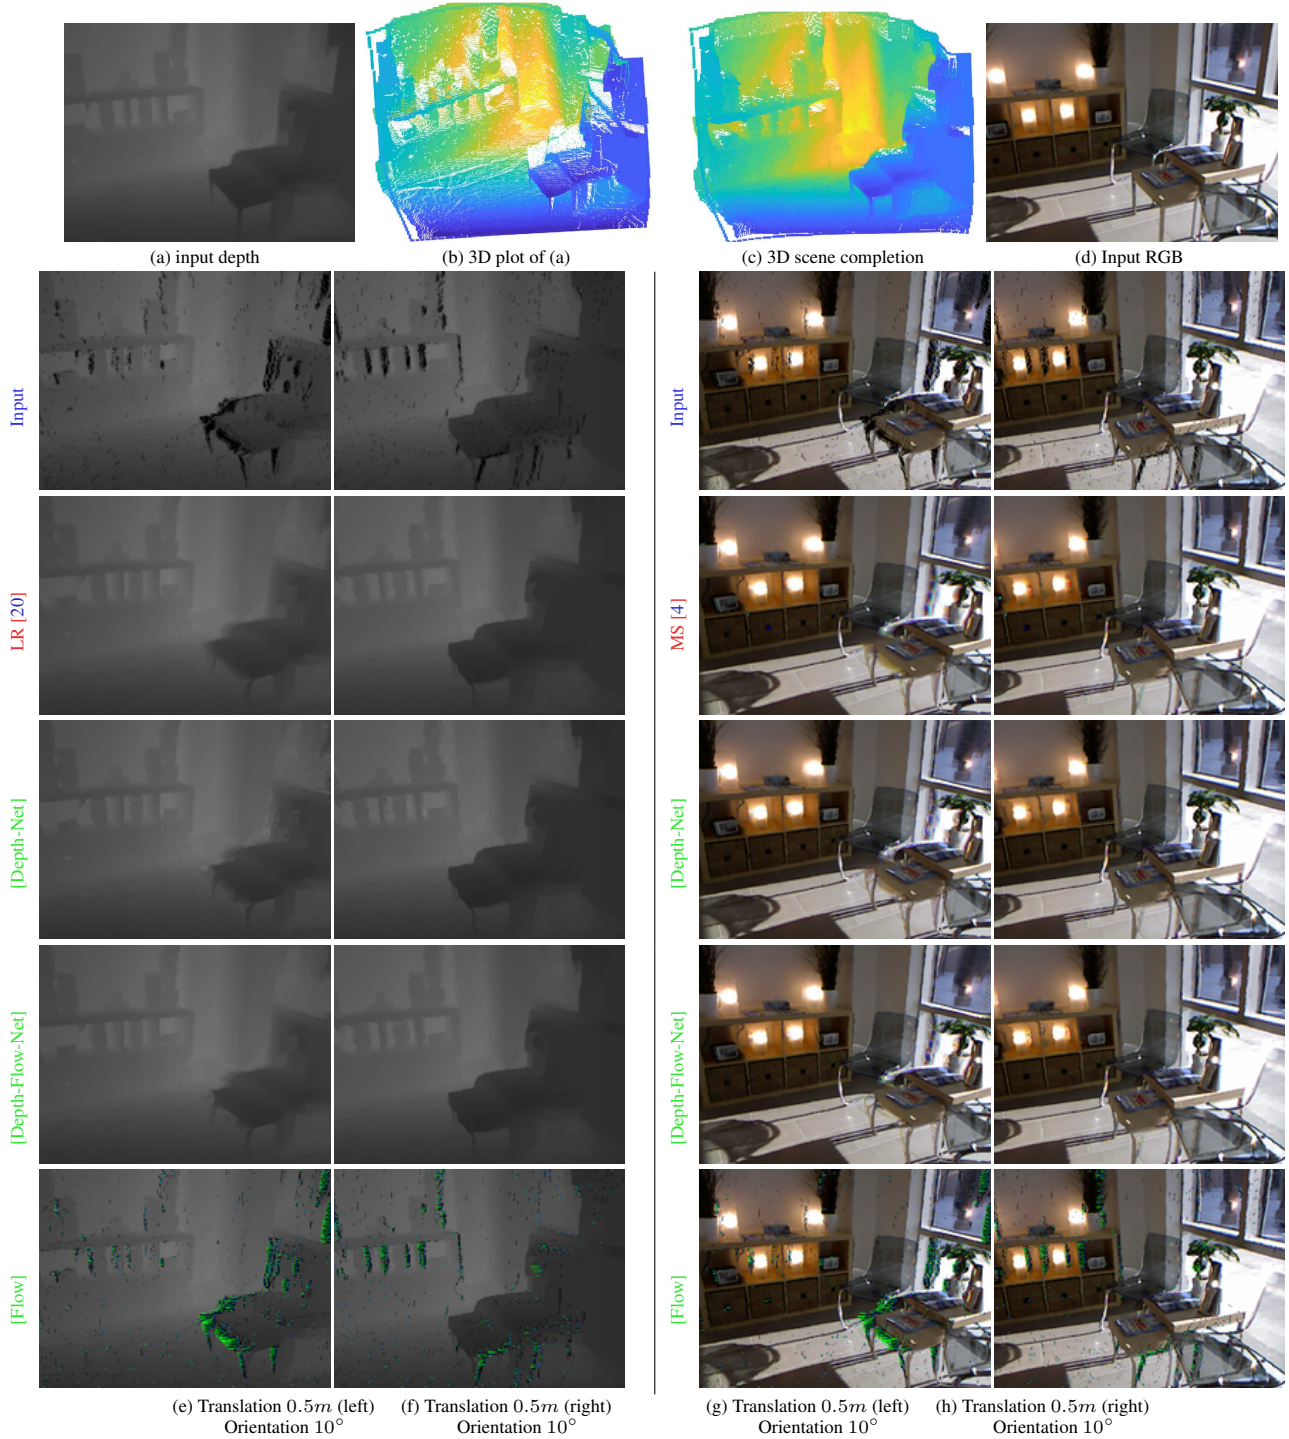 (a) input depth
(b) 3D plot of (a)
(c) 3D scene completion
(d) Input RGB
Input
Input
LR [20]
MS [4]
[Depth-Net]
[Depth-Net]
[Depth-Flow-Net]
[Depth-Flow-Net]
[Flow]
[Flow]
(e) Translation 0.5m (left)
Orientation 10°
(f) Translation 0.5m (right)
Orientation 10°
(g) Translation 0.5m (left)
Orientation 10°
(h) Translation 0.5m (right)
Orientation 10°